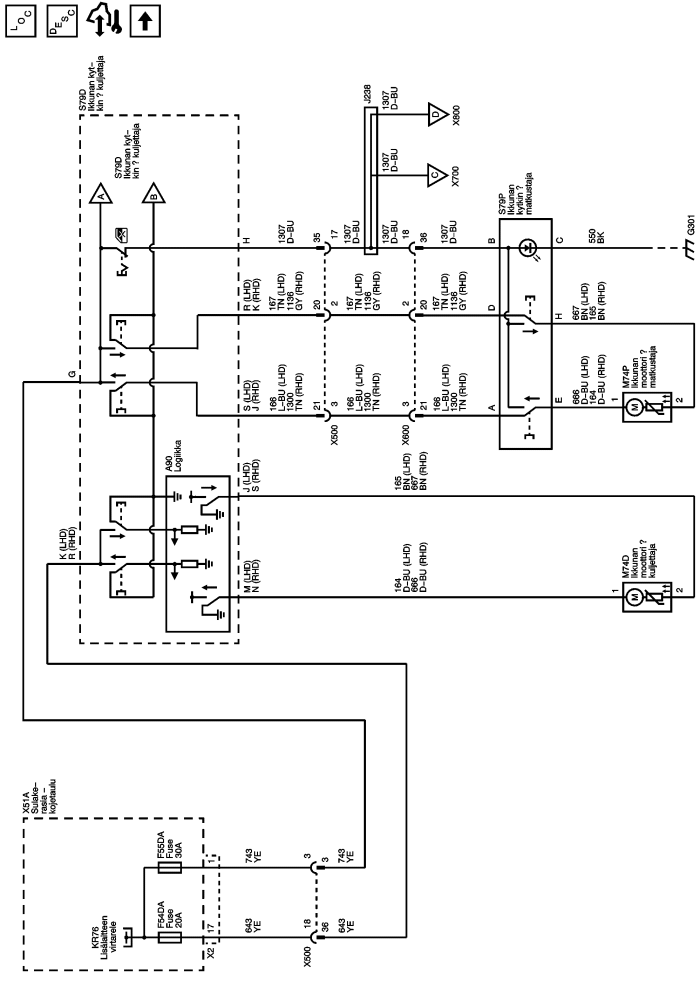 L O C
D E S C
S79D
Ikkunan kyt–
kin ? kuljettaja
S79D
Ikkunan kyt–
kin ? kuljettaja
A
B
G
K (LHD)
R (RHD)
A90
Logiikka
H
R (LHD)
K (RHD)
S (LHD)
J (RHD)
J (LHD)
S (RHD)
M (LHD)
N (RHD)
1307
D–BU
167
TN (LHD)
1136
GY (RHD)
166
L–BU (LHD)
1300
TN (RHD)
35
17
20
2
21
3
X500
1307
D–BU
167
TN (LHD)
1136
GY (RHD)
166
L–BU (LHD)
1300
TN (RHD)
J238
1307
D–BU
D
X800
1307
D–BU
C
X700
1307
D–BU
18
36
2
20
3
21
X600
1307
D–BU
167
TN (LHD)
1136
GY (RHD)
166
L–BU (LHD)
1300
TN (RHD)
165
BN (LHD)
667
BN (RHD)
164
D–BU (LHD)
666
D–BU (RHD)
S79P
Ikkunan
kytkin ?
matkustaja
B
D
A
C
H
E
550
BK
G301
667
BN (LHD)
165
BN (RHD)
666
D–BU (LHD)
164
D–BU (RHD)
M74P
Ikkunan
moottori ?
matkustaja
1
M
2
M74D
Ikkunan
moottori ?
kuljettaja
1
M
2
X51A
Sulake–
rasia –
kojetaulu
KR76
Lisälaitteen
virtarele
F55DA
Fuse
30A
F54DA
Fuse
20A
1
17
X2
743
YE
643
YE
3
3
18
36
X500
743
YE
643
YE